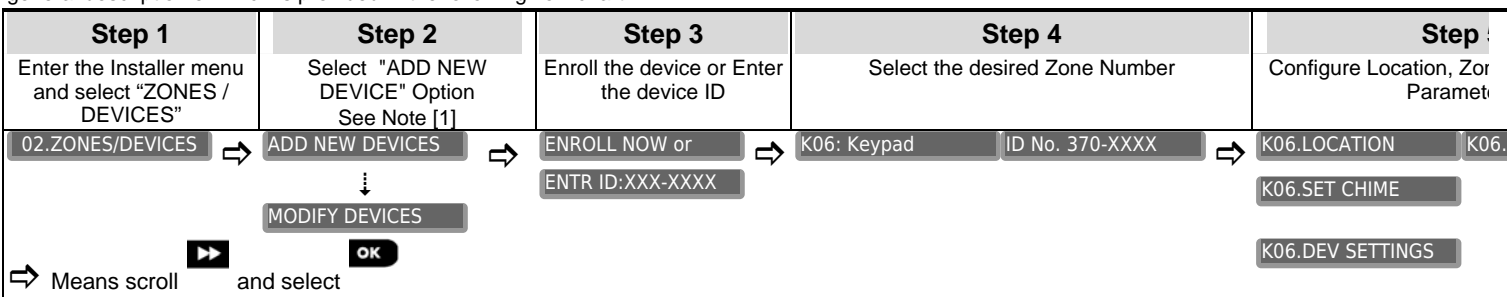 Step 1
Step 2
Step 3
Step 4
Step
Enter the Installer menu
and select “ZONES /
DEVICES”
Select "ADD NEW
DEVICE" Option
See Note [1]
Enroll the device or Enter
the device ID
Select the desired Zone Number
Configure Location,
02.ZONES/DEVICES
ADD NEW DEVICES
MODIFY DEVICES
OK
ENROLL NOW or
ENTR ID:XXX-XXXX
K06: Keypad
ID No. 370-XXXX
K06.LOCATION
K06.
K06.SET CHIME
K06.DEV SETTINGS
Means scroll and select